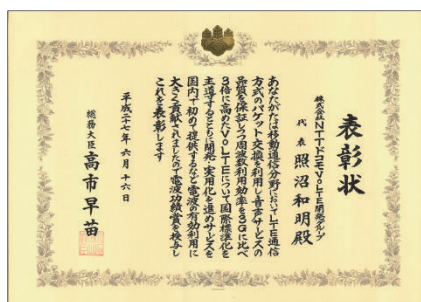 表彰状
株式会社NTTドコモVoLTE開発グループ
代表 照沼和明殿
あなたがたは移動通信分野においてLTE通信
方式のパケット交換を利用し音声サービスの
品質を保証しつつ周波数利用効率を3Gに比べ
3倍に高めたVoLTEについて国際標準化を
主導するとともに開発・実用化を進めサービスを
国内で初めて提供するなど電波の有効利用に
大きく貢献されましたので電波功績賞を授与し
これを表彰します
平成二十七年六月十六日
総務大臣 高市早苗